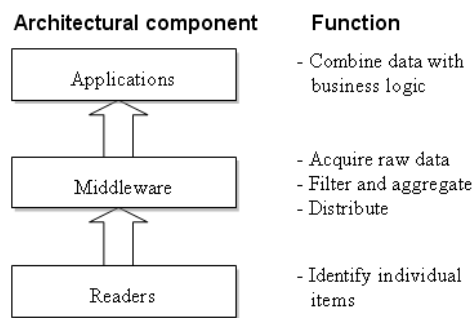 Architectural component Function
Applications
- Combine data with
business logic
Middleware
- Acquire raw data
- Filter and aggregate
- Distribute
Readers
- Identify individual
items